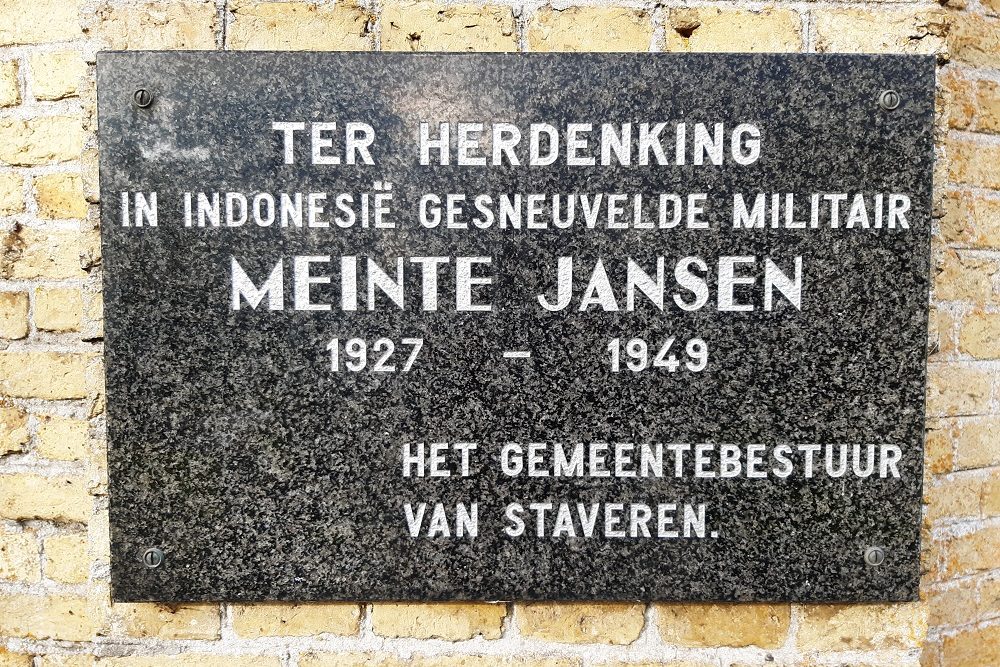 TER HERDENKING
IN INDONESIË GESNEUVELDE MILITAIR
MEINTE JANSEN
1927 – 1949
HET GEMEENTEBESTUUR
VAN STAVEREN.